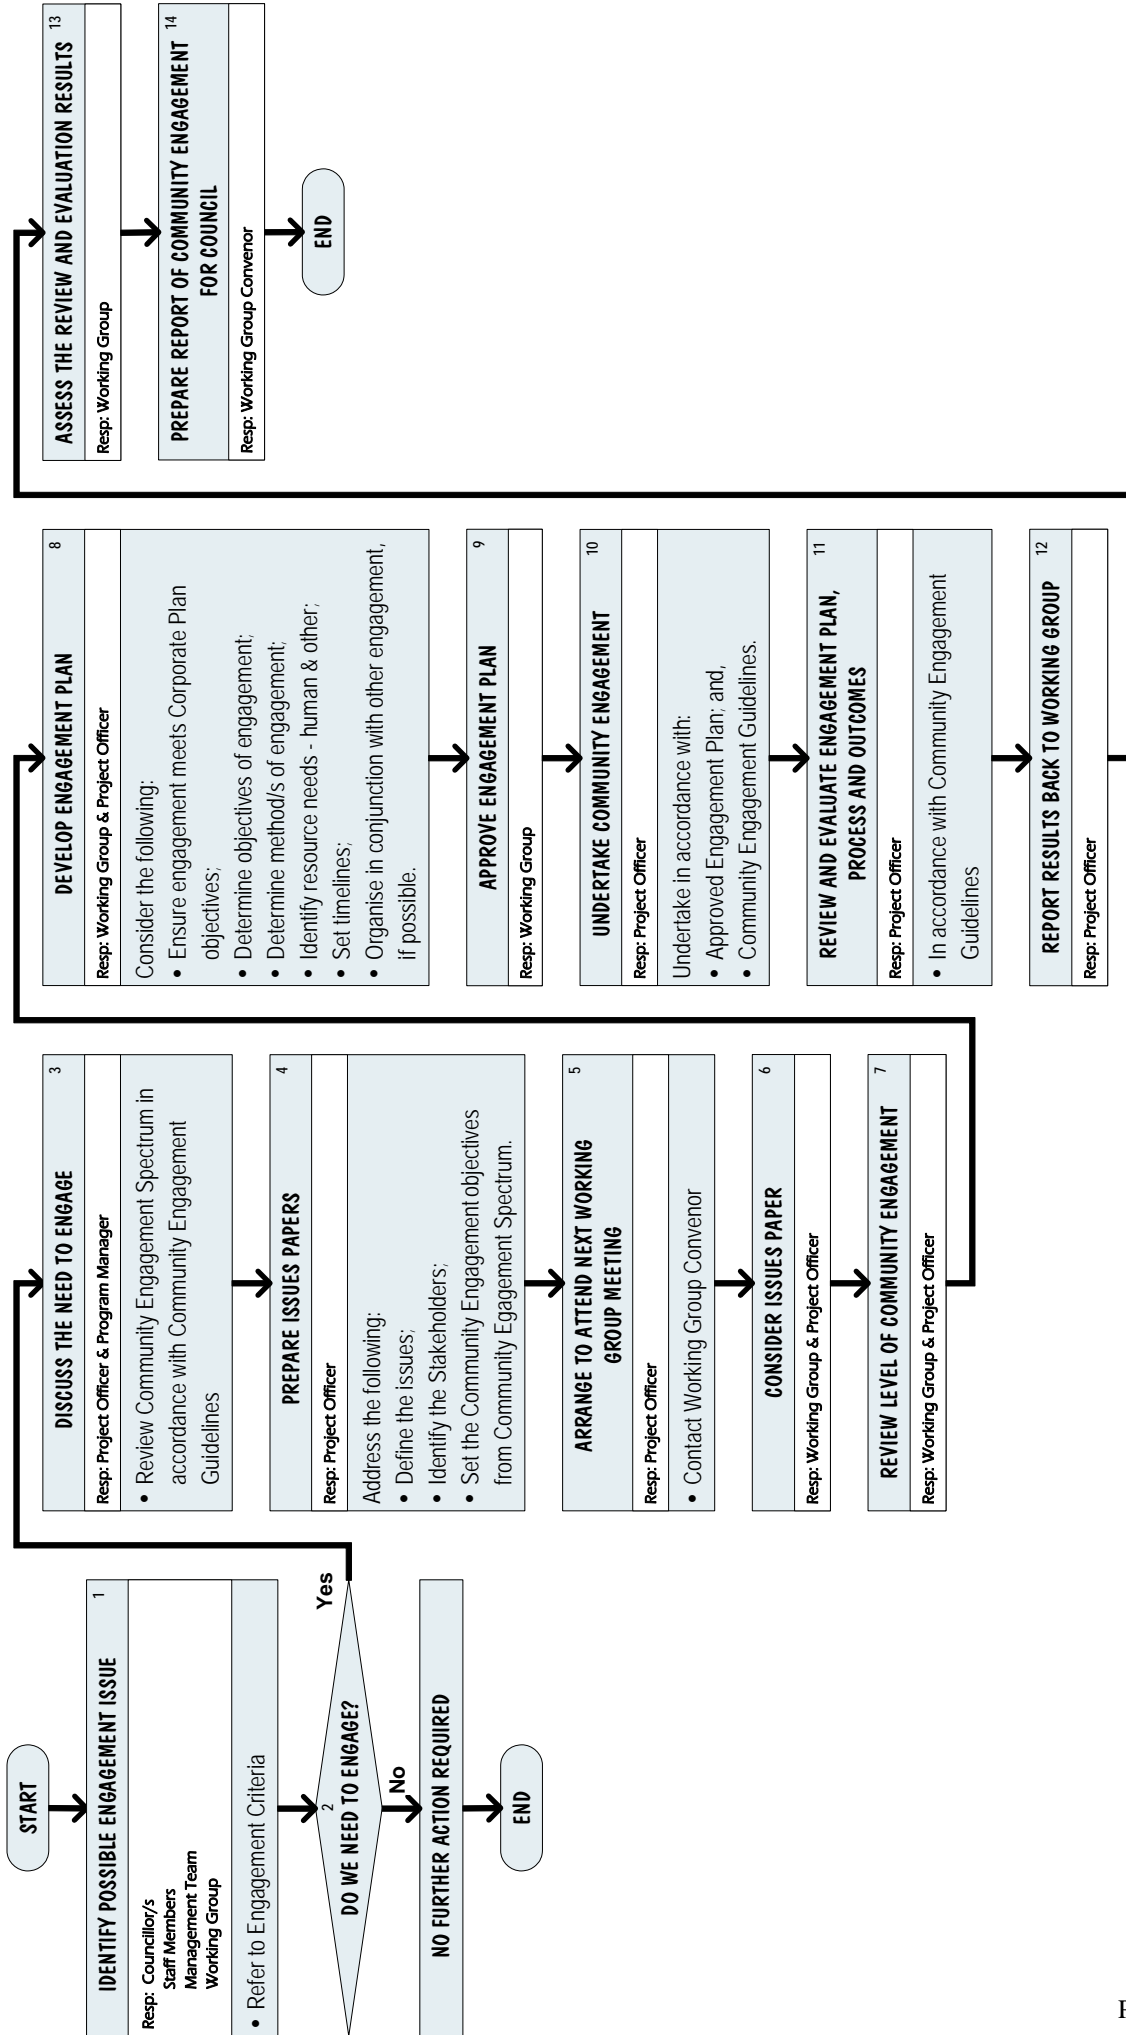 START
IDENTIFY POSSIBLE ENGAGEMENT ISSUE
1
Resp: Councillor/s
Staff Members
Management Team
Working Group
• Refer to Engagement Criteria
2
DO WE NEED TO ENGAGE?
Yes
No
NO FURTHER ACTION REQUIRED
END
DISCUSS THE NEED TO ENGAGE
3
Resp: Project Officer & Program Manager
• Review Community Engagement Spectrum in
accordance with Community Engagement
Guidelines
PREPARE ISSUES PAPERS
4
Resp: Project Officer
Address the following:
• Define the issues;
• Identify the Stakeholders;
• Set the Community Engagement objectives
from Community Egagement Spectrum.
ARRANGE TO ATTEND NEXT WORKING
GROUP MEETING
5
Resp: Project Officer
• Contact Working Group Convenor
CONSIDER ISSUES PAPER
6
Resp: Working Group & Project Officer
REVIEW LEVEL OF COMMUNITY ENGAGEMENT
7
Resp: Working Group & Project Officer
DEVELOP ENGAGEMENT PLAN
8
Resp: Working Group & Project Officer
Consider the following:
• Ensure engagement meets Corporate Plan
objectives;
• Determine objectives of engagement;
• Determine method/s of engagement;
• Identify resource needs - human & other;
• Set timelines;
• Organise in conjunction with other engagement,
if possible.
APPROVE ENGAGEMENT PLAN
9
Resp: Working Group
UNDERTAKE COMMUNITY ENGAGEMENT
10
Resp: Project Officer
Undertake in accordance with:
• Approved Engagement Plan; and,
• Community Engagement Guidelines.
REVIEW AND EVALUATE ENGAGEMENT PLAN,
PROCESS AND OUTCOMES
11
Resp: Project Officer
• In accordance with Community Engagement
Guidelines
REPORT RESULTS BACK TO WORKING GROUP
12
Resp: Project Officer
ASSESS THE REVIEW AND EVALUATION RESULTS
13
Resp: Working Group
PREPARE REPORT OF COMMUNITY ENGAGEMENT
FOR COUNCIL
14
Resp: Working Group Convenor
END